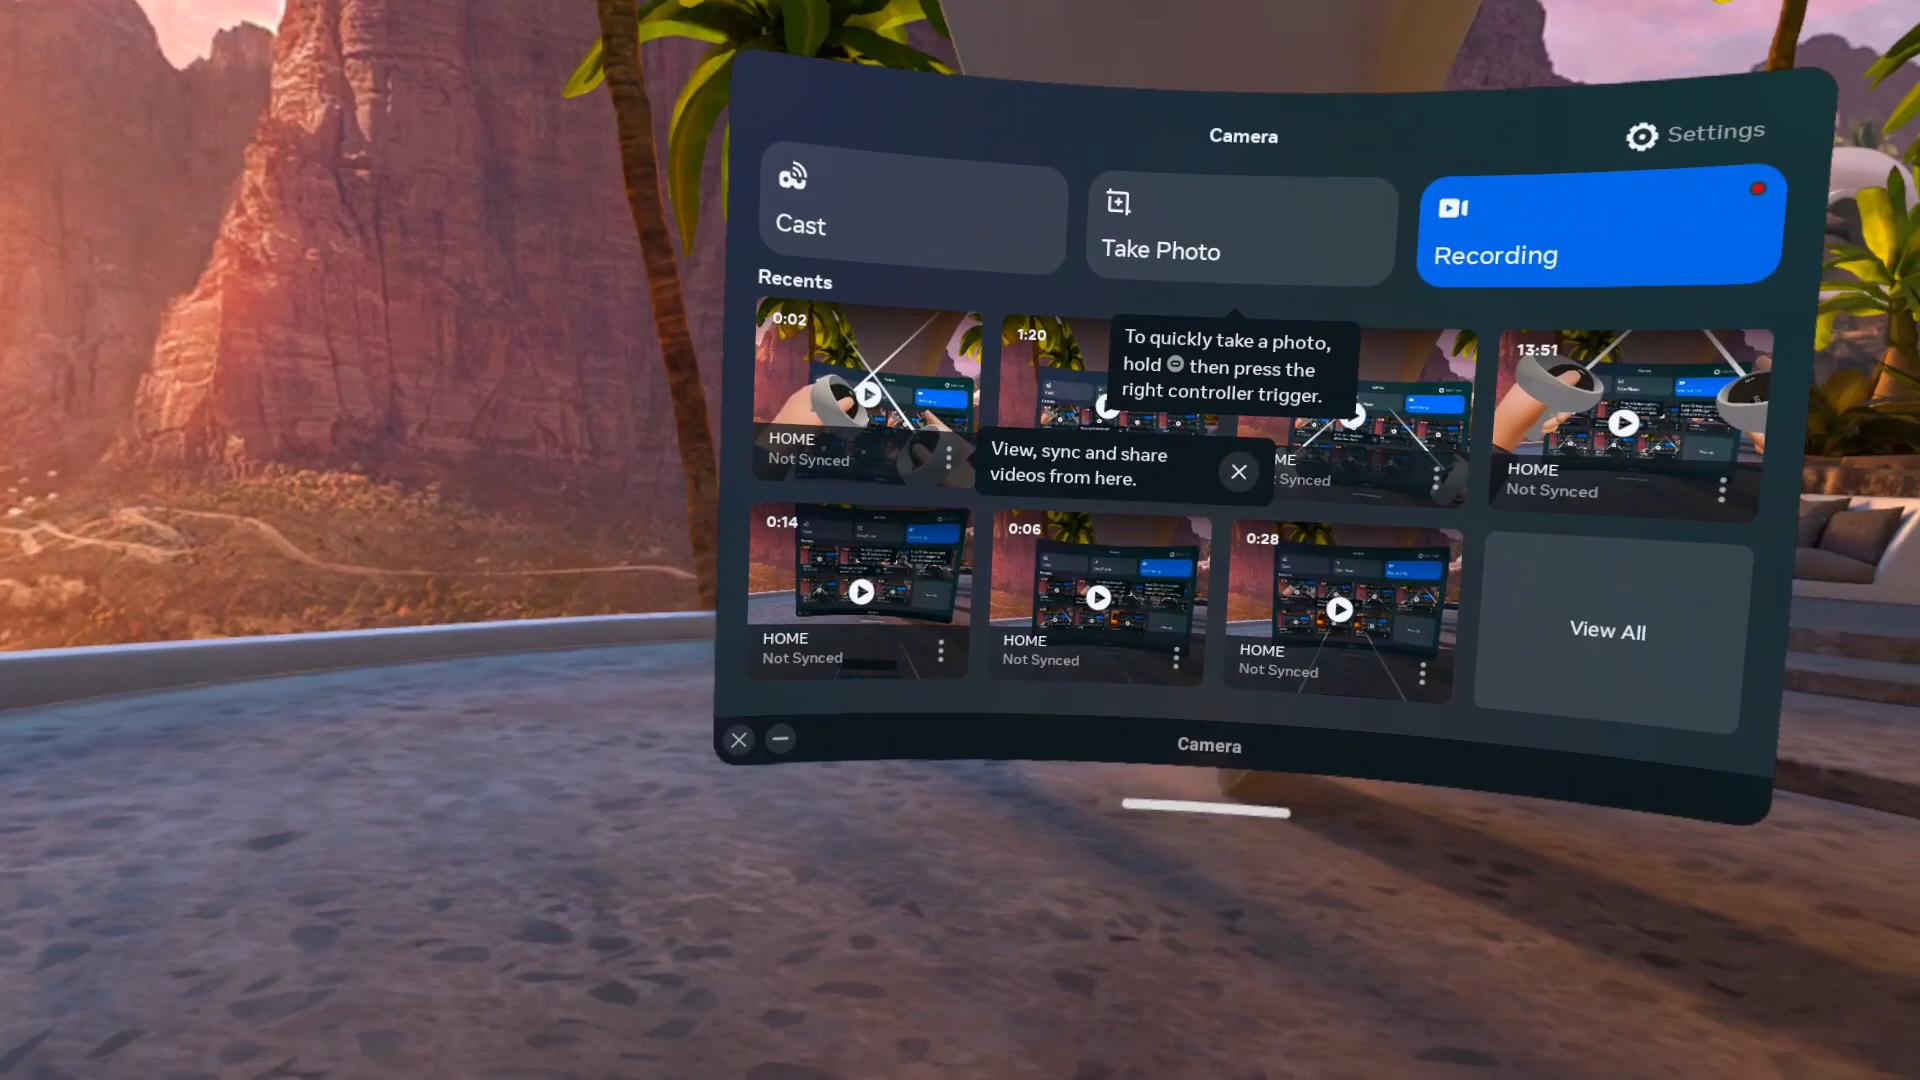 Camera
Settings
Cast
Take Photo
Recording
Recents
0:02
1:20
13:51
To quickly take a photo,
hold then press the
right controller trigger.
HOME
Not Synced
View, sync and share
videos from here.
ME
Synced
HOME
Not Synced
0:14
0:06
0:28
HOME
Not Synced
HOME
Not Synced
HOME
Not Synced
View All
Camera